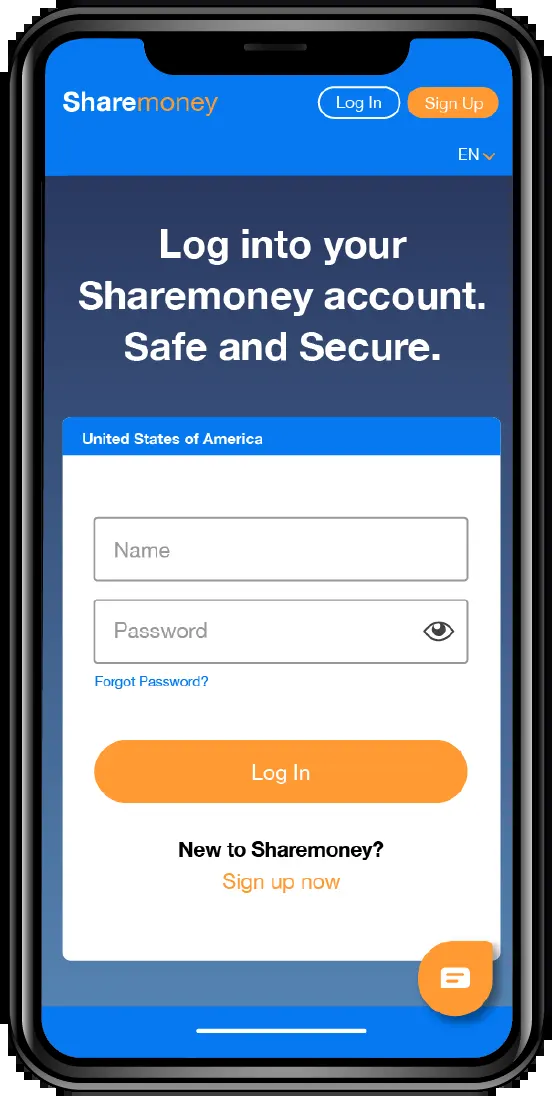 Sharemoney
Log In
Sign Up
EN
Log into your
Sharemoney account.
Safe and Secure.
United States of America
Name
Password
Forgot Password?
Log In
New to Sharemoney?
Sign up now